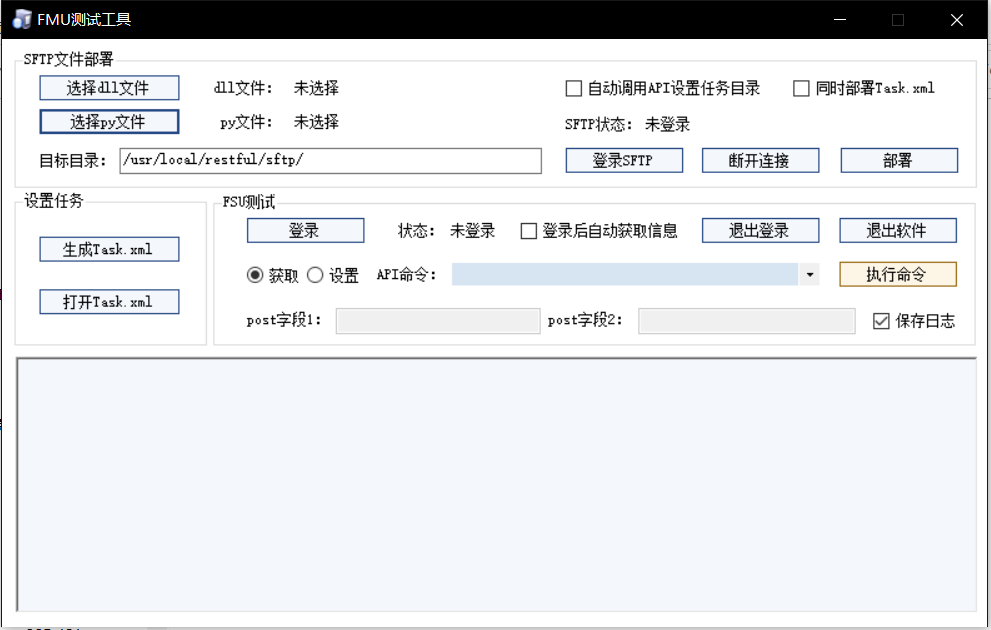 FMU测试工具
SFTP文件部署
选择dll文件 dll文件： 未选择 自动调用API设置任务目录 同时部署Task.xml
选择py文件 py文件： 未选择 SFTP状态： 未登录
目标目录： /usr/local/restful/sftp/ 登录SFTP 断开连接 部署
设置任务
生成Task.xml
打开Task.xml
FSU测试
登录 状态： 未登录 登录后自动获取信息 退出登录 退出软件
获取 设置 API命令： 执行命令
post字段1： post字段2： 保存日志